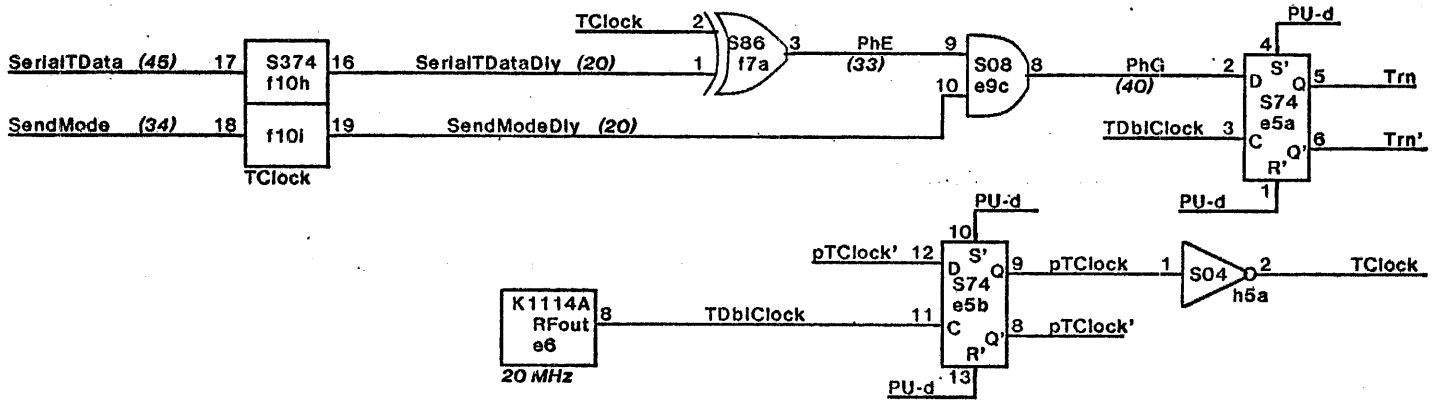 PU-d
TClock 2
4
S86 3 PhE 9
SerialTData (45) 17 S374 16 SerialTDataDly (20) 1 f7a (33) S08 8 PhG 2 S' 5 Trn
f10h e9c (40) D Q
10 S74
SendMode (34) 18 f10i 19 SendModeDly (20) TDblClock 3 e5a
C 6 Trn'
TClock Q'
R'
PU-d 1
PU-d
10
pTClock' 12 S' 9 pTClock 1 S04 2 TClock
D Q
S74 h5a
K1114A 8 TDblClock 11 e5b
RFout C 8 pTClock'
e6 Q'
R'
20 MHz 13
PU-d